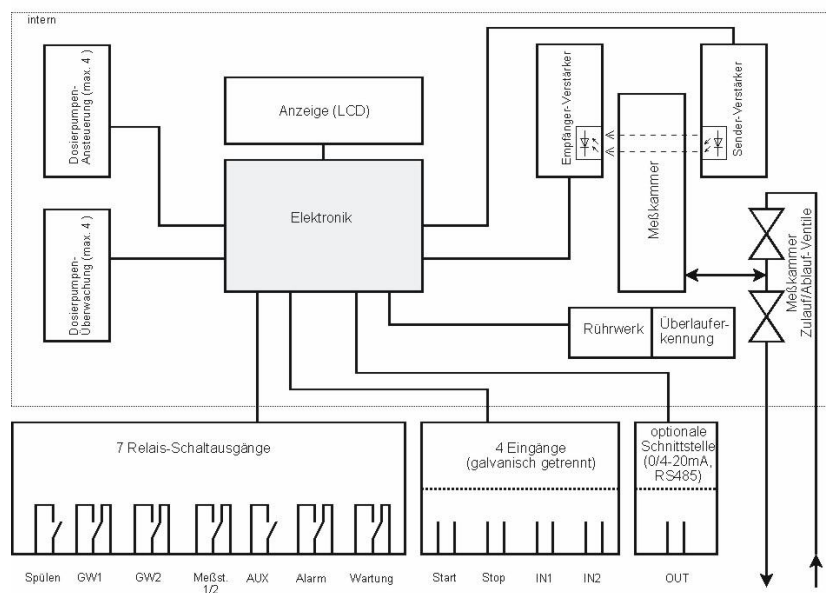 intern
Dosierpumpen-
Ansteuerung (max. 4 )
Anzeige (LCD)
Empfänger-Verstärker
Sender-Verstärker
Meßkammer
Elektronik
Dosierpumpen-
Überwachung (max. 4 )
Meßkammer
Zulauf/Ablauf-Ventile
Rührwerk
Überlaufer-
kennung
7 Relais-Schaltausgänge
4 Eingänge
(galvanisch getrennt)
optionale
Schnittstelle
(0/4-20mA,
RS485)
Spülen
GW1
GW2
Meßst.
1/2
AUX
Alarm
Wartung
Start
Stop
IN1
IN2
OUT